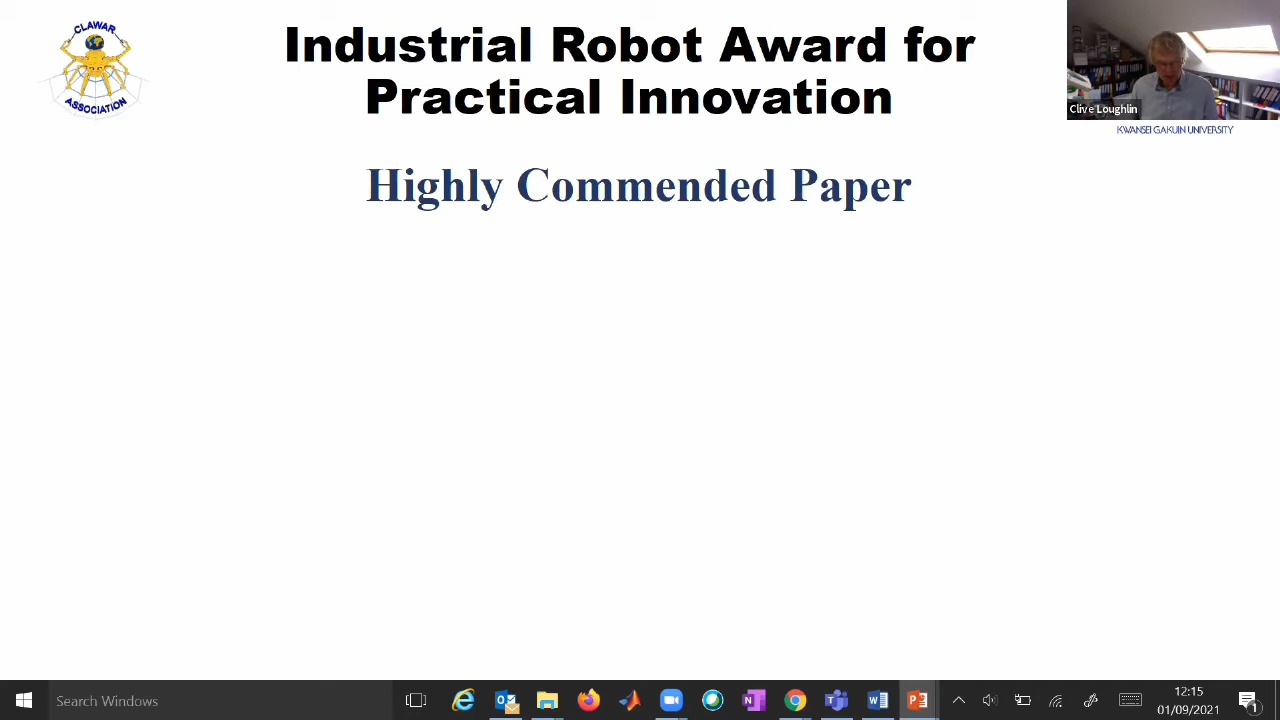 CLAWAR
ASSOCIATION
Industrial Robot Award for
Practical Innovation
Clive Loughlin
KWANSEI GAKUIN UNIVERSITY
Highly Commended Paper
Search Windows
12:15
01/09/2021
1